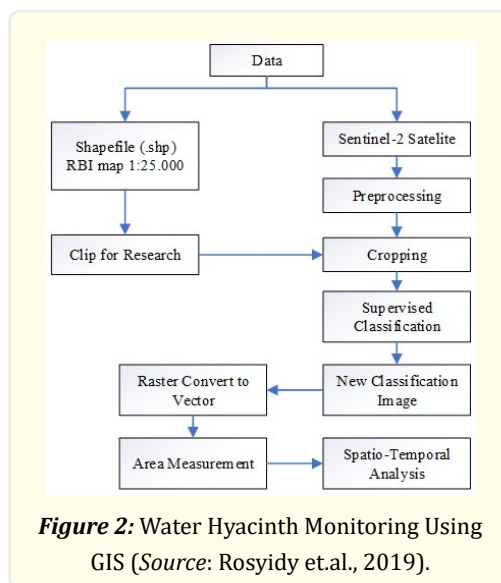 Data
Shapefile (.shp)
RBI map 1:25.000
Sentinel-2 Satelite
Preprocessing
Clip for Research
Cropping
Supervised
Classification
Raster Convert to
Vector
New Classification
Image
Area Measurement
Spatio-Temporal
Analysis
Figure 2: Water Hyacinth Monitoring Using
GIS (Source: Rosyidy et.al., 2019).